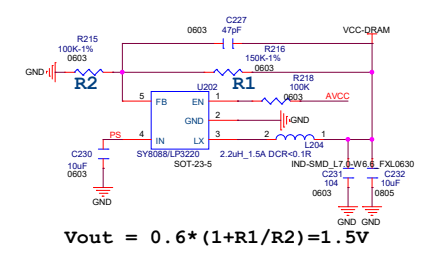 C227
0603 47pF
VCC-DRAM
R215
100K-1%
0603
GND
R2
R216
150K-1%
0603
R1
R218
100K
0603
AVCC
U202
5 FB EN 1
GND 2 GND
PS 4 IN LX 3
2 L204 1
SY8088/LP3220
SOT-23-5
2.2uH_1.5A DCR<0.1R
IND-SMD_L7.0-W6.6_FXL0630
C230
10uF
0603
GND
C231
104
0603
GND
C232
10uF
0805
GND
Vout = 0.6*(1+R1/R2)=1.5V